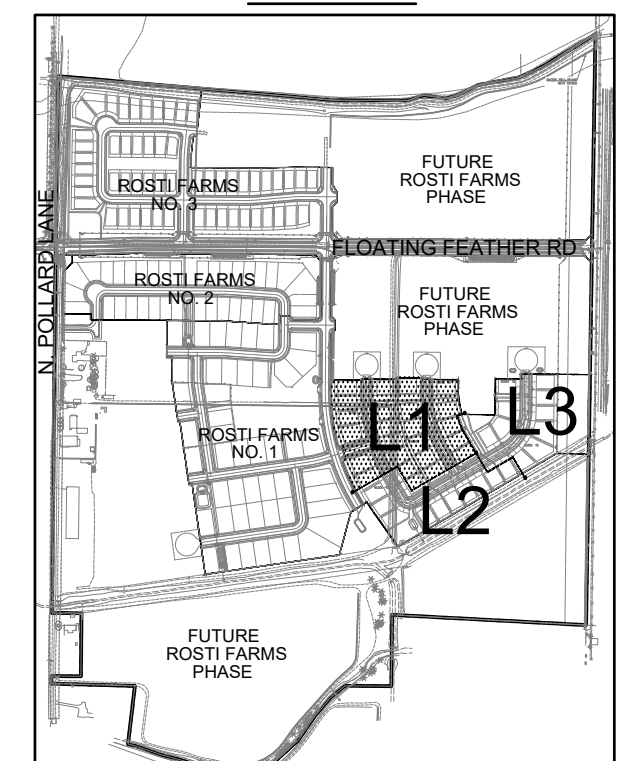 FUTURE
ROSTI FARMS
PHASE
ROSTI FARMS
NO. 3
N. POLLARD LANE
FLOATING FEATHER RD
ROSTI FARMS
NO. 2
FUTURE
ROSTI FARMS
PHASE
L1
L3
ROSTI FARMS
NO. 1
L2
FUTURE
ROSTI FARMS
PHASE